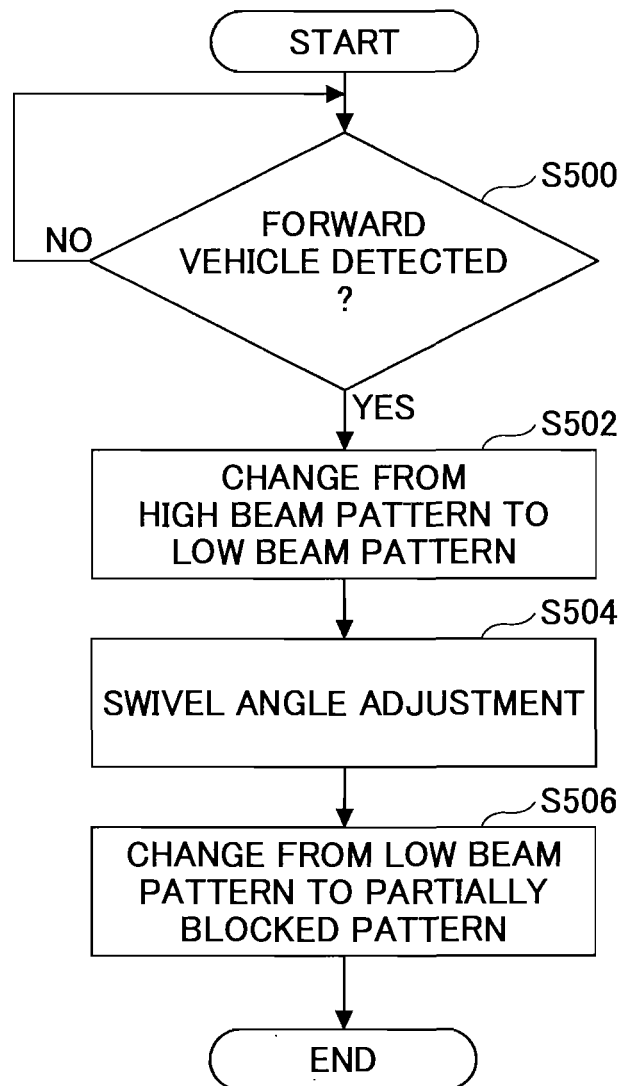 START
S500
FORWARD
VEHICLE DETECTED
?
NO
YES
S502
CHANGE FROM
HIGH BEAM PATTERN TO
LOW BEAM PATTERN
S504
SWIVEL ANGLE ADJUSTMENT
S506
CHANGE FROM LOW BEAM
PATTERN TO PARTIALLY
BLOCKED PATTERN
END